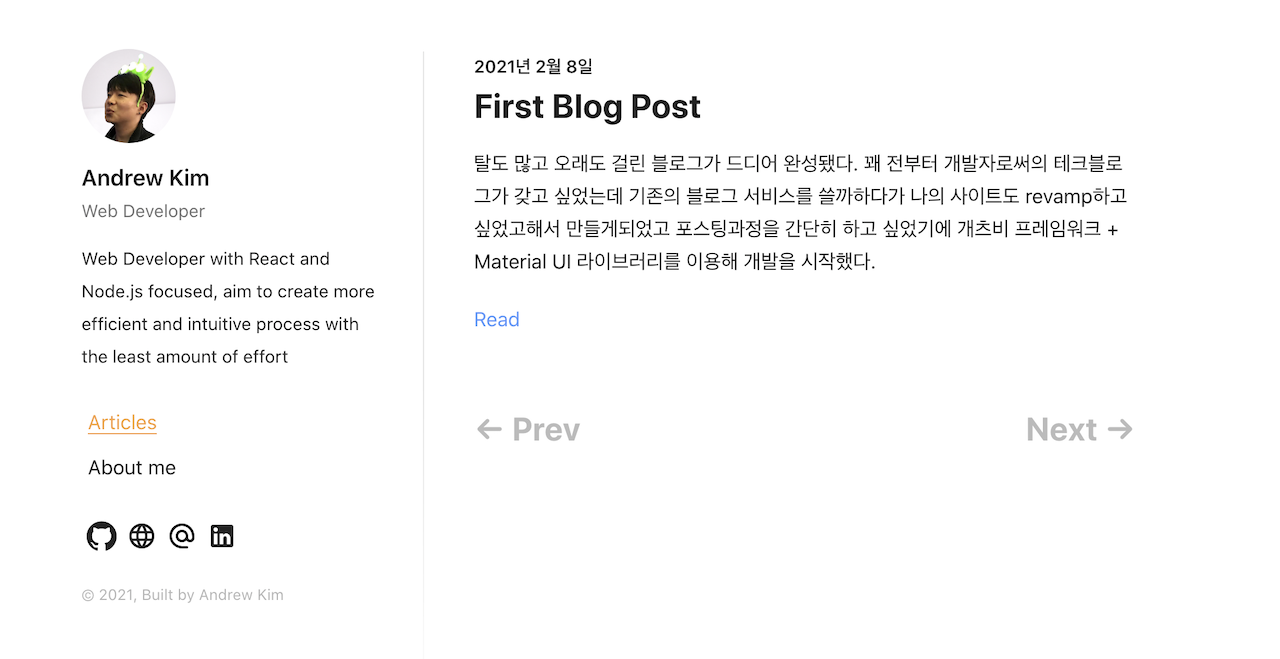 Andrew Kim
Web Developer
Web Developer with React and
Node.js focused, aim to create more
efficient and intuitive process with
the least amount of effort
Articles
About me
in
© 2021, Built by Andrew Kim
2021년 2월 8일
First Blog Post
탈도 많고 오래도 걸린 블로그가 드디어 완성됐다. 꽤 전부터 개발자로써의 테크블로
그가 갖고 싶었는데 기존의 블로그 서비스를 쓸까하다가 나의 사이트도 revamp하고
싶었고해서 만들게되었고 포스팅과정을 간단히 하고 싶었기에 개츠비 프레임워크 +
Material UI 라이브러리를 이용해 개발을 시작했다.
Read
← Prev
Next →